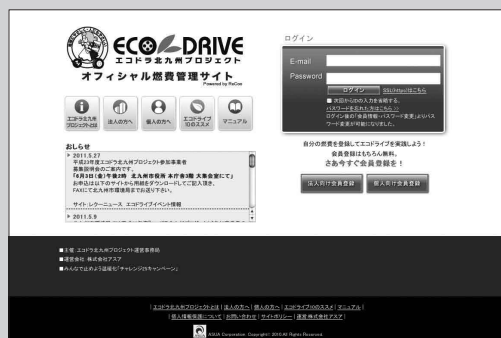 ECO DRIVE
エコドラ北九州プロジェクト
オフィシャル燃費管理サイト
Powered by ReCoo
エコドラ北九州
プロジェクトとは
法人の方へ
個人の方へ
エコドライブ
10のススメ
マニュアル
おしらせ
2011.5.27
平成23年度エコドラ北九州プロジェクト参加事業者
募集説明会のご案内です。
「6月3日(金)午後2時 北九州市役所 本庁舎3階 大集会室にて」
お申込は以下のサイトから用紙をダウンロードしてご記入頂き、
FAXにて北九州市環境局までお送り下さい。
サイト:レクーニュース エコドライブイベント情報
2011.5.9
ログイン
E-mail
Password
ログイン
SSL(https)はこちら
次回からIDの入力を省略する。
パスワードを忘れた方はこちら >>
ログイン後の「会員情報・パスワード変更」よりパス
ワード変更が可能になりました。
自分の燃費を登録してエコドライブを実践しよう!
会員登録はもちろん無料。
さあ今すぐ会員登録を!
法人向け会員登録
個人向け会員登録
■主催 エコドラ北九州プロジェクト運営事務局
■運営会社 株式会社アスア
■みんなで止めよう温暖化「チャレンジ25キャンペーン」
| エコドラ北九州プロジェクトとは | 法人の方へ | 個人の方へ | エコドライブ10のススメ | マニュアル |
| 個人情報保護について | お問い合わせ | サイトポリシー | 運営:株式会社アスア |
ASUA Corporation Copyright© 2010 All Rights Reserved.